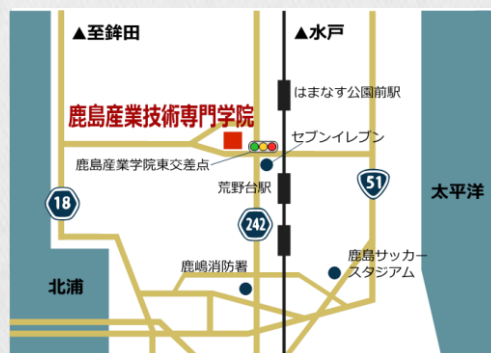 ▲至鉾田
▲水戸
はまなす公園前駅
鹿島産業技術専門学院
セブンイレブン
鹿島産業学院東交差点
荒野台駅
51
太平洋
18
242
鹿嶋消防署
鹿島サッカー
スタジアム
北浦